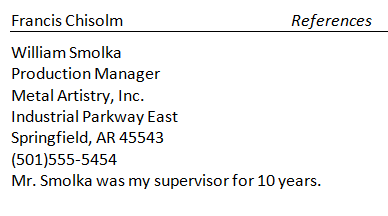 Francis Chisolm References
William Smolka
Production Manager
Metal Artistry, Inc.
Industrial Parkway East
Springfield, AR 45543
(501)555-5454
Mr. Smolka was my supervisor for 10 years.